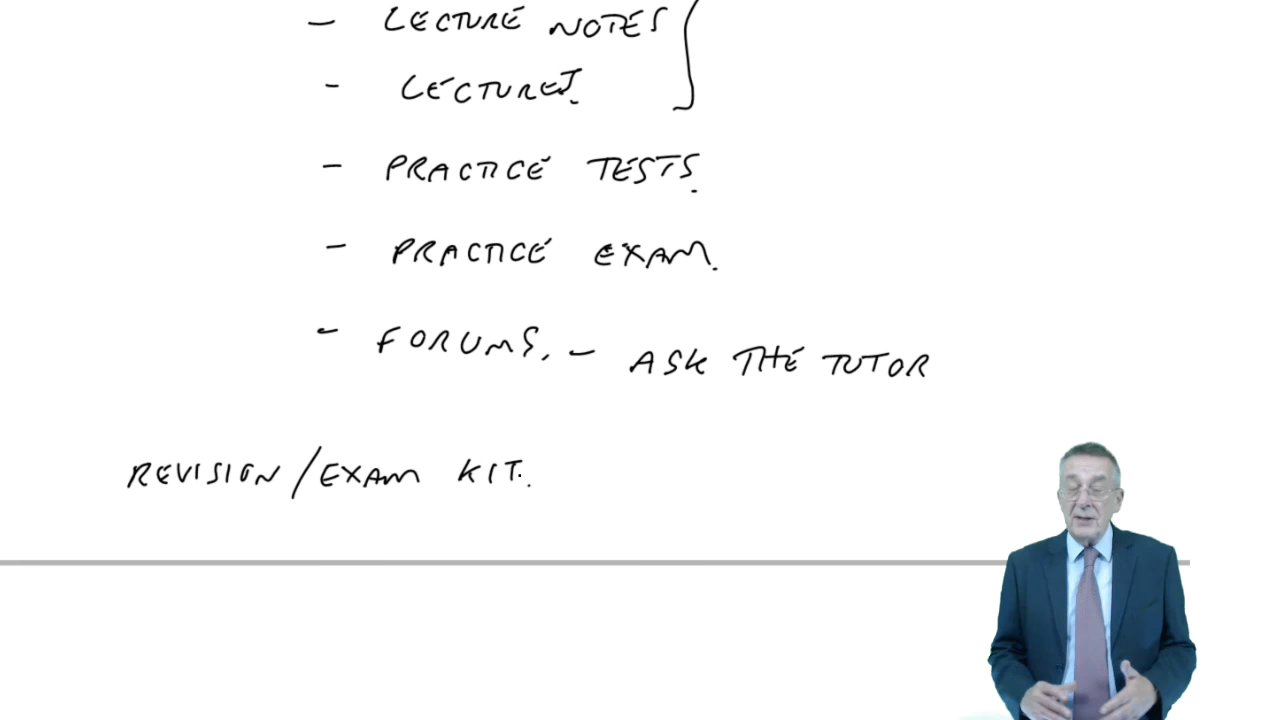 - LECTURE NOTES
- LECTURES.
- PRACTICE TESTS.
- PRACTICE EXAM.
- FORUMS. - ASK THE TUTOR
REVISION/EXAM KIT.